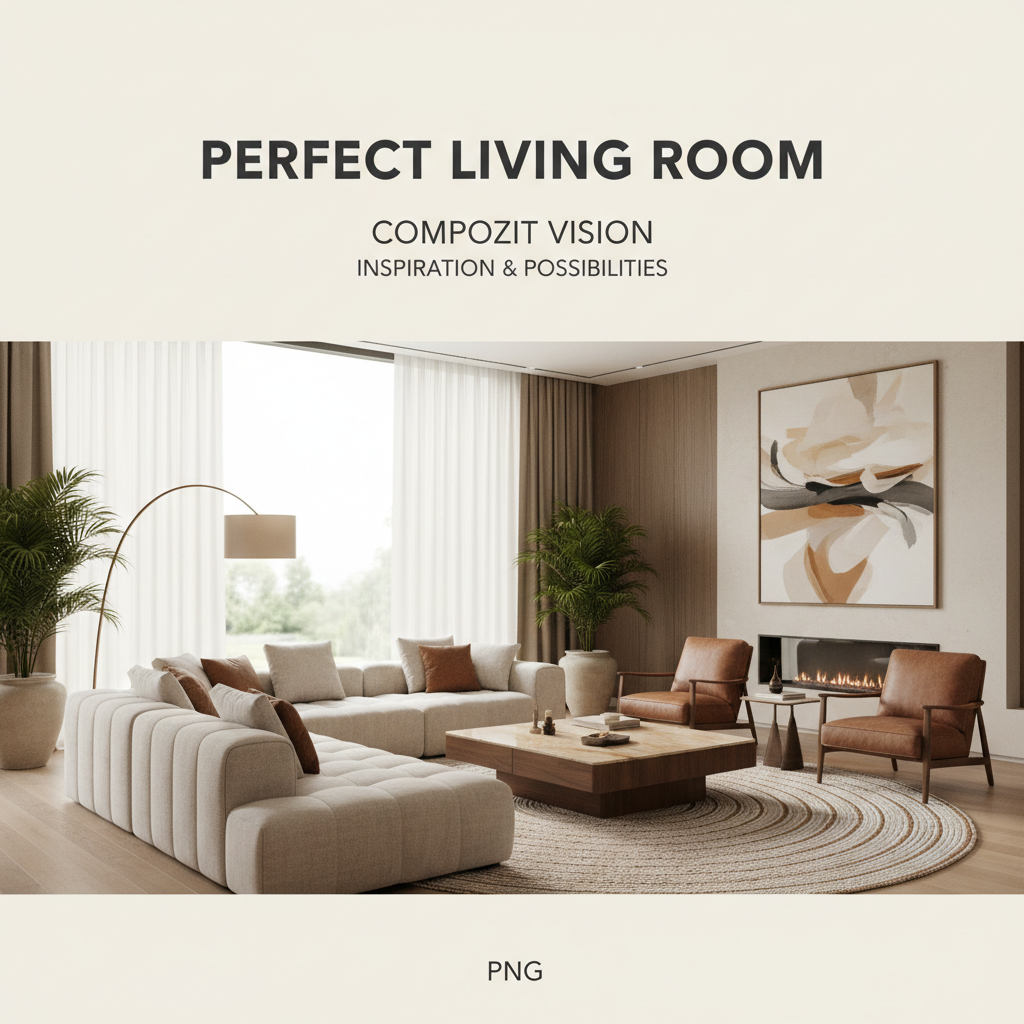 PERFECT LIVING ROOM
COMPOZIT VISION
INSPIRATION & POSSIBILITIES
PNG